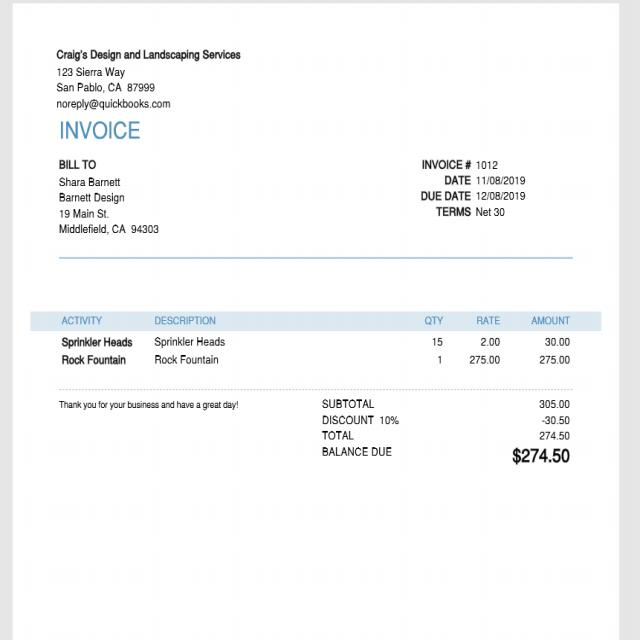 Craig's Design and Landscaping Services
123 Sierra Way
San Pablo, CA 87999
noreply@quickbooks.com
INVOICE
BILL TO
Shara Barnett
Barnett Design
19 Main St.
Middlefield, CA 94303
INVOICE # 1012
DATE 11/08/2019
DUE DATE 12/08/2019
TERMS Net 30
ACTIVITY DESCRIPTION QTY RATE AMOUNT
Sprinkler Heads Sprinkler Heads 15 2.00 30.00
Rock Fountain Rock Fountain 1 275.00 275.00
Thank you for your business and have a great day!
SUBTOTAL 305.00
DISCOUNT 10% -30.50
TOTAL 274.50
BALANCE DUE $274.50